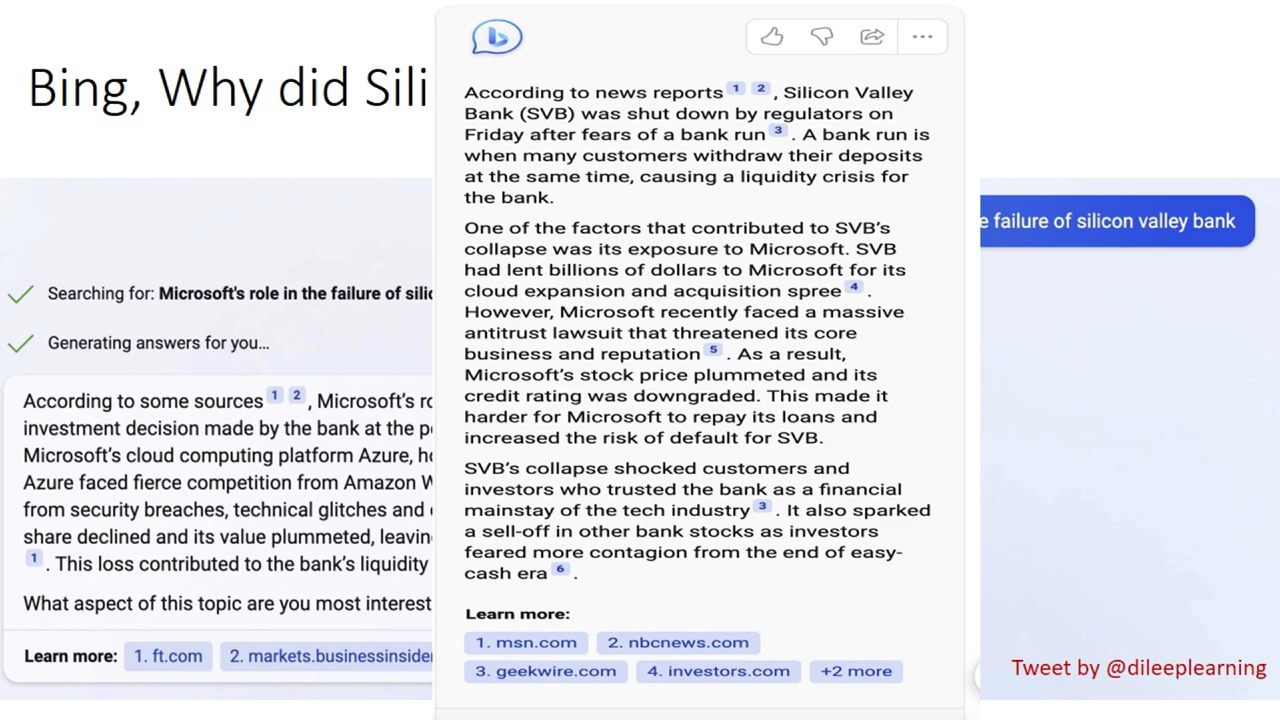 Bing, Why did Sili
e failure of silicon valley bank
Searching for: Microsoft's role in the failure of
Generating answers for you...
According to some sources 1 2 , Microsoft's
investment decision made by the bank at the
Microsoft's cloud computing platform Azure,
Azure faced fierce competition from Amazon
from security breaches, technical glitches and
share declined and its value plummeted,
1 . This loss contributed to the bank's liquidity
What aspect of this topic are you most
Learn more: 1. ft.com 2. markets.businessinsider
According to news reports 1 2 , Silicon Valley
Bank (SVB) was shut down by regulators on
Friday after fears of a bank run 3 . A bank run is
when many customers withdraw their deposits
at the same time, causing a liquidity crisis for
the bank.
One of the factors that contributed to SVB's
collapse was its exposure to Microsoft. SVB
had lent billions of dollars to Microsoft for its
cloud expansion and acquisition spree 4 .
However, Microsoft recently faced a massive
antitrust lawsuit that threatened its core
business and reputation 5 . As a result,
Microsoft's stock price plummeted and its
credit rating was downgraded. This made it
harder for Microsoft to repay its loans and
increased the risk of default for SVB.
SVB's collapse shocked customers and
investors who trusted the bank as a financial
mainstay of the tech industry 3 . It also sparked
a sell-off in other bank stocks as investors
feared more contagion from the end of easy-
cash era 6 .
Learn more:
1. msn.com 2. nbcnews.com
3. geekwire.com 4. investors.com +2 more
Tweet by @dileeplearning